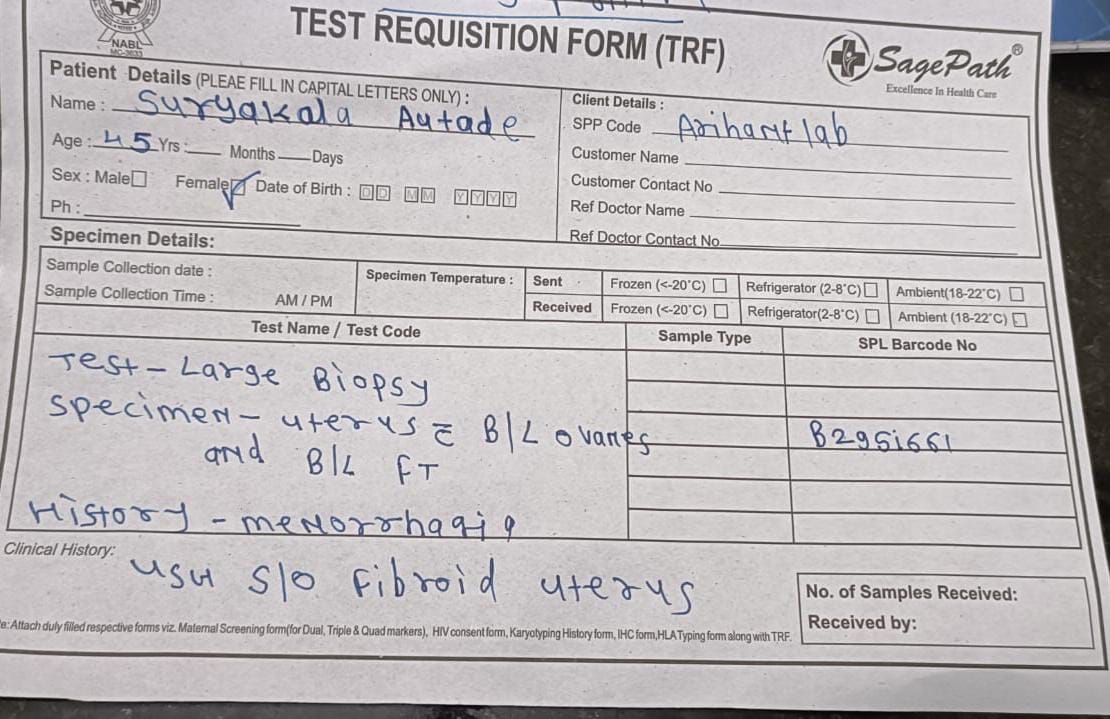 TEST REQUISITION FORM (TRF)
NABL
MC-3633
SagePath®
Excellence In Health Care
Patient Details (PLEAE FILL IN CAPITAL LETTERS ONLY) :
Name : Suryakala Autade
Age : 45 Yrs : Months Days
Sex : Male Female Date of Birth : DD MM YYYY
Ph :
Client Details :
SPP Code Arihant lab
Customer Name
Customer Contact No
Ref Doctor Name
Ref Doctor Contact No
Specimen Details:
Sample Collection date :
Sample Collection Time : AM / PM
Specimen Temperature :
Sent Frozen (<-20°C) Refrigerator (2-8°C) Ambient(18-22°C)
Received Frozen (<-20°C) Refrigerator(2-8°C) Ambient (18-22°C)
Test Name / Test Code Sample Type SPL Barcode No
Test - Large Biopsy
Specimen - uterus c̄ B/L ovaries
B2951661
and B/L FT
History - menorrhagia
Clinical History:
USG S/O Fibroid uterus
No. of Samples Received:
Received by:
e: Attach duly filled respective forms viz. Maternal Screening form(for Dual, Triple & Quad markers), HIV consent form, Karyotyping History form, IHC form,HLA Typing form along with TRF.